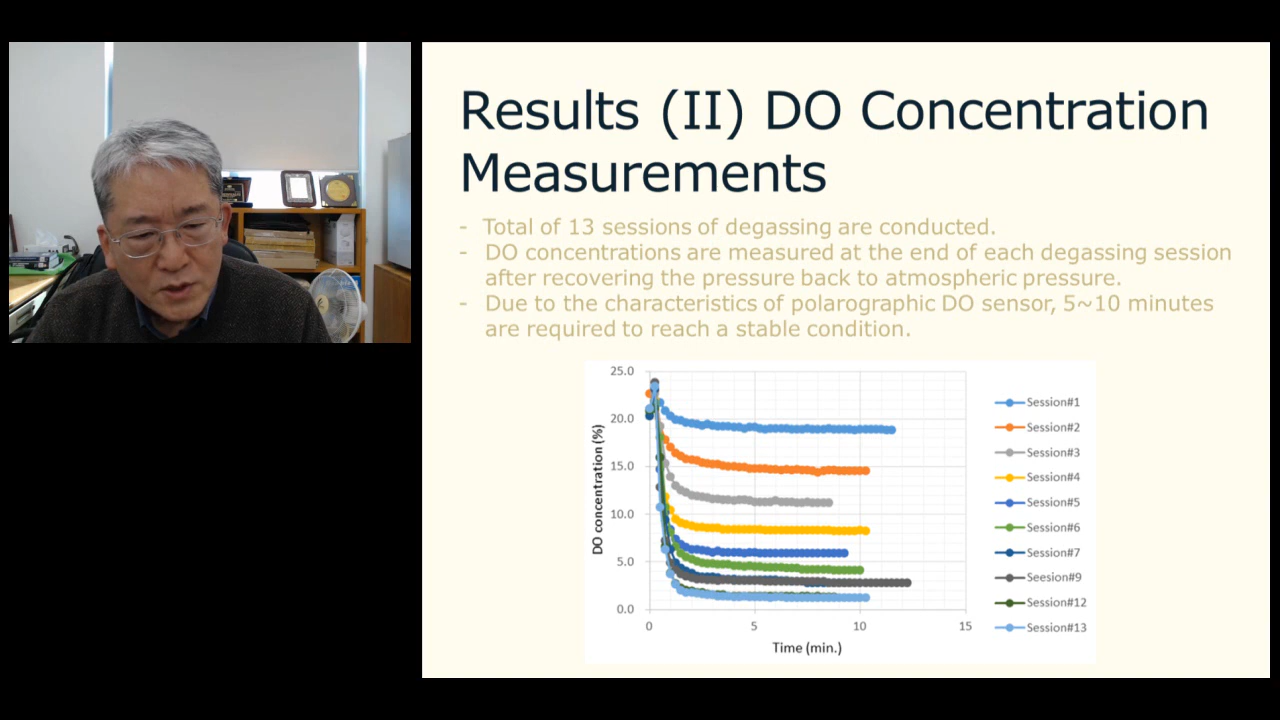 Results (II) DO Concentration
Measurements
- Total of 13 sessions of degassing are conducted.
- DO concentrations are measured at the end of each degassing session
after recovering the pressure back to atmospheric pressure.
- Due to the characteristics of polarographic DO sensor, 5~10 minutes
are required to reach a stable condition.
DO concentration (%)
25.0
20.0
15.0
10.0
5.0
0.0
0 5 10 15
Time (min.)
Session#1
Session#2
Session#3
Session#4
Session#5
Session#6
Session#7
Seesion#9
Session#12
Session#13